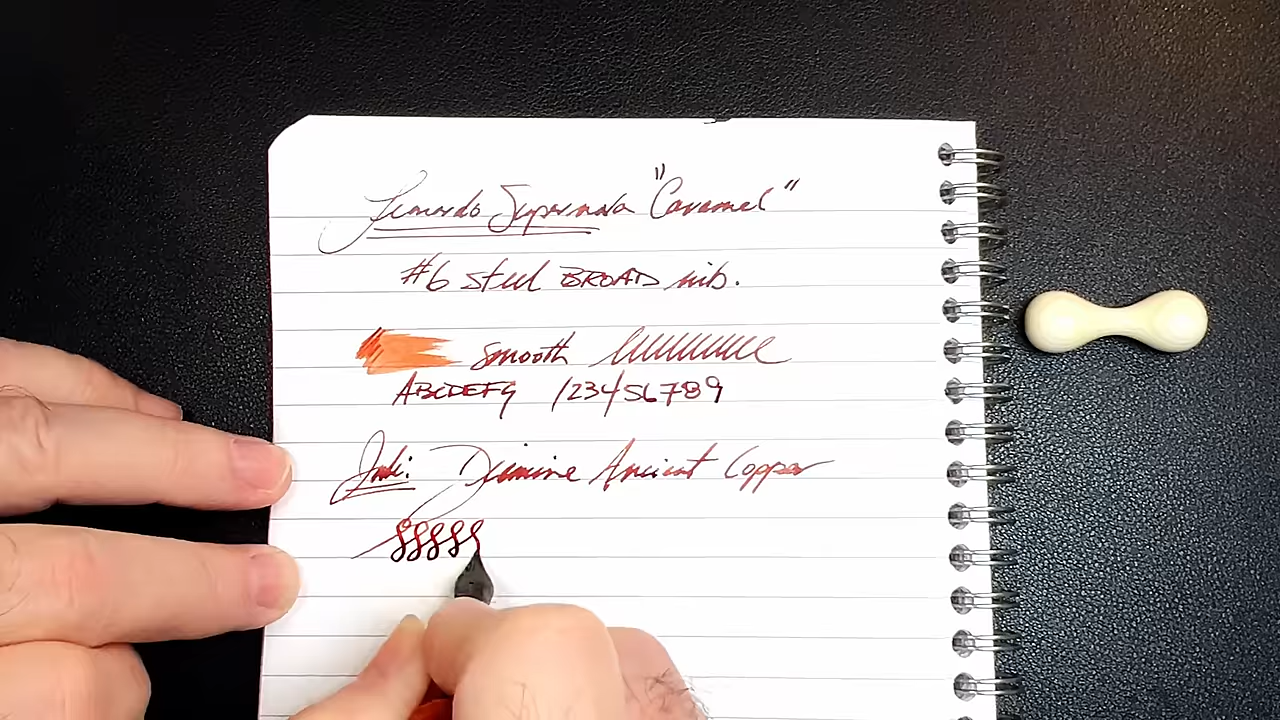 Leonardo Supernova "Caramel"
#6 steel BROAD nib.
Smooth
ABCDEFG 123456789
Ink: Diamine Ancient Copper